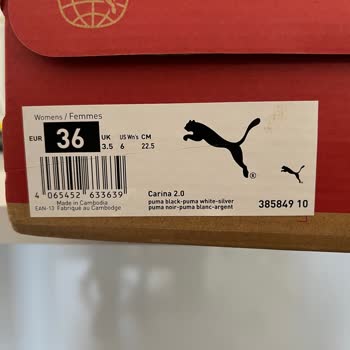 Womens / Femmes
EUR 36 UK 3.5 US Wn's 6 CM 22.5
®
4 065452 633639
Made in Cambodia
EAN-13 Fabriqué au Cambodge
Carina 2.0
puma black-puma white-silver
puma noir-puma blanc-argent
385849 10